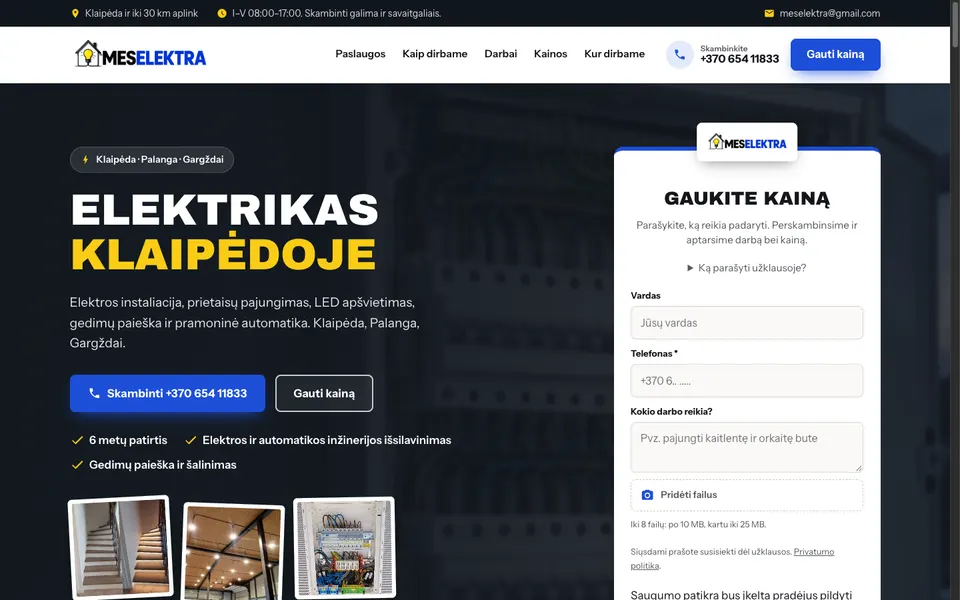 Klaipėda ir iki 30 km aplink
I–V 08:00–17:00. Skambinti galima ir savaitgaliais.
meselektra@gmail.com
MESELEKTRA
Paslaugos
Kaip dirbame
Darbai
Kainos
Kur dirbame
Skambinkite
+370 654 11833
Gauti kainą
Klaipėda · Palanga · Gargždai
ELEKTRIKAS
KLAIPĖDOJE
Elektros instaliacija, prietaisų pajungimas, LED apšvietimas,
gedimų paieška ir pramoninė automatika. Klaipėda, Palanga,
Gargždai.
Skambinti +370 654 11833
Gauti kainą
6 metų patirtis
Elektros ir automatikos inžinerijos išsilavinimas
Gedimų paieška ir šalinimas
MESELEKTRA
GAUKITE KAINĄ
Parašykite, ką reikia padaryti. Perskambinsime ir
aptarsime darbą bei kainą.
Ką parašyti užklausoje?
Vardas
Jūsų vardas
Telefonas *
+370 6.. .....
Kokio darbo reikia?
Pvz. pajungti kaitlentę ir orkaitę bute
Pridėti failus
Iki 8 failų: po 10 MB, kartu iki 25 MB.
Siųsdami prašote susisiekti dėl užklausos. Privatumo
politika.
Saugumo patikra bus įkelta pradėjus pildyti